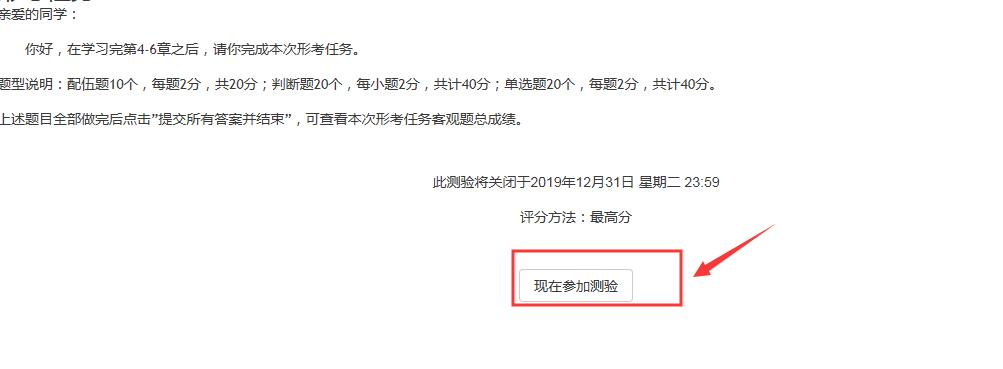 亲爱的同学：
你好，在学习完第4-6章之后，请你完成本次形考任务。
题型说明：配伍题10个，每题2分，共20分；判断题20个，每小题2分，共计40分；单选题20个，每题2分，共计40分。
上述题目全部做完后点击”提交所有答案并结束”，可查看本次形考任务客观题总成绩。
此测验将关闭于2019年12月31日 星期二 23:59
评分方法：最高分
现在参加测验